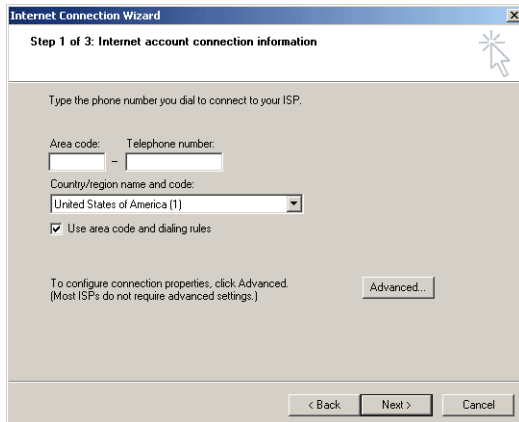 Internet Connection Wizard
Step 1 of 3: Internet account connection information
Type the phone number you dial to connect to your ISP.
Area code: Telephone number:
–
Country/region name and code:
United States of America (1)
Use area code and dialing rules
To configure connection properties, click Advanced.
(Most ISPs do not require advanced settings.)
Advanced...
< Back Next > Cancel